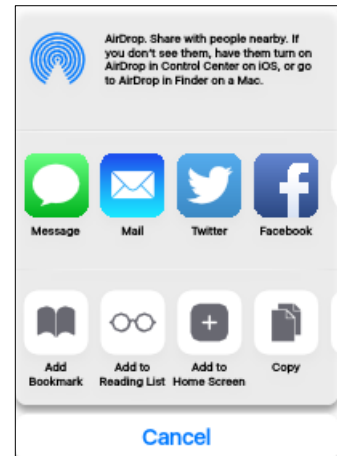 AirDrop. Share with people nearby. If
you don't see them, have them turn on
AirDrop in Control Center on iOS, or go
to AirDrop in Finder on a Mac.
Message Mail Twitter Facebook
Add Bookmark
Add to Reading List
Add to Home Screen
Copy
Cancel